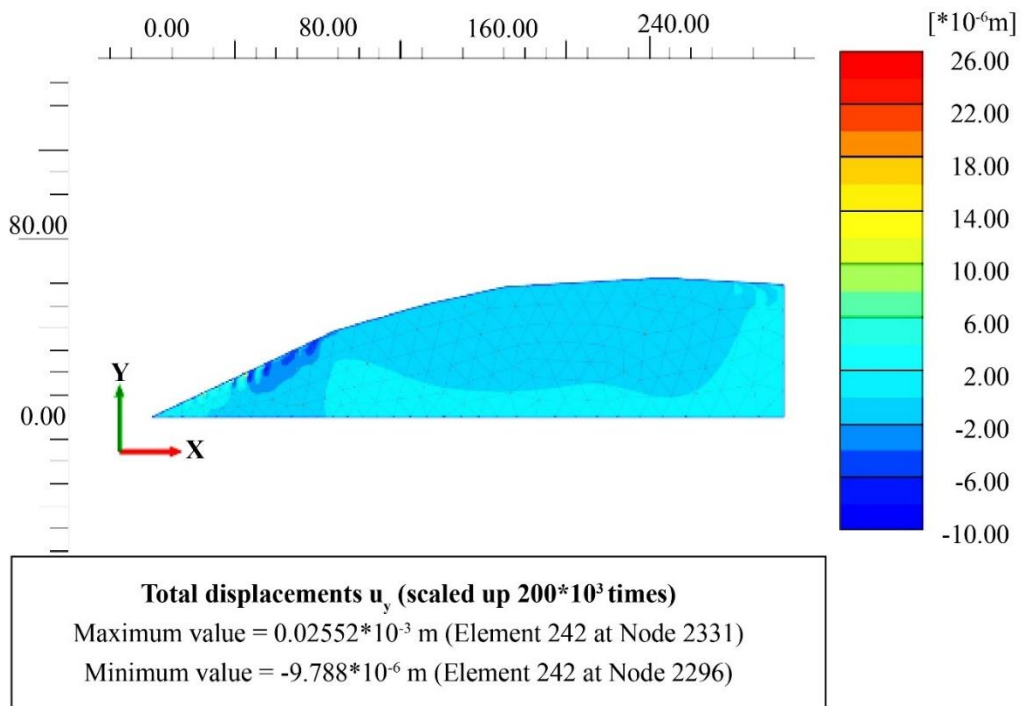 0.00 80.00 160.00 240.00 [*10⁻⁶m]
26.00
22.00
18.00
14.00
80.00
10.00
6.00
Y
2.00
0.00
X
-2.00
-6.00
-10.00
Total displacements u_y (scaled up 200*10³ times)
Maximum value = 0.02552*10⁻³ m (Element 242 at Node 2331)
Minimum value = -9.788*10⁻⁶ m (Element 242 at Node 2296)